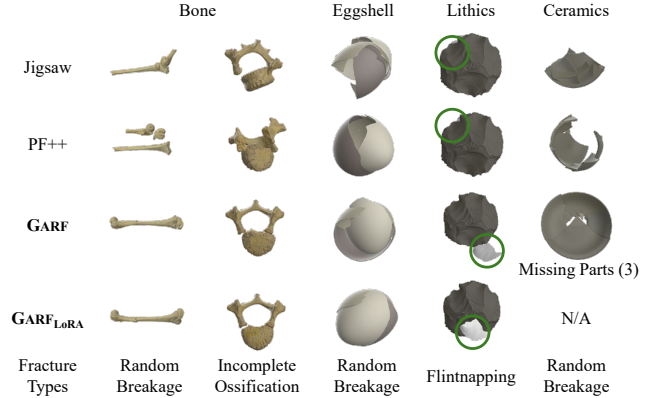 Bone Eggshell Lithics Ceramics
Jigsaw
PF++
GARF
Missing Parts (3)
GARF_LoRA N/A
Fracture Types Random Breakage Incomplete Ossification Random Breakage Flintnapping Random Breakage